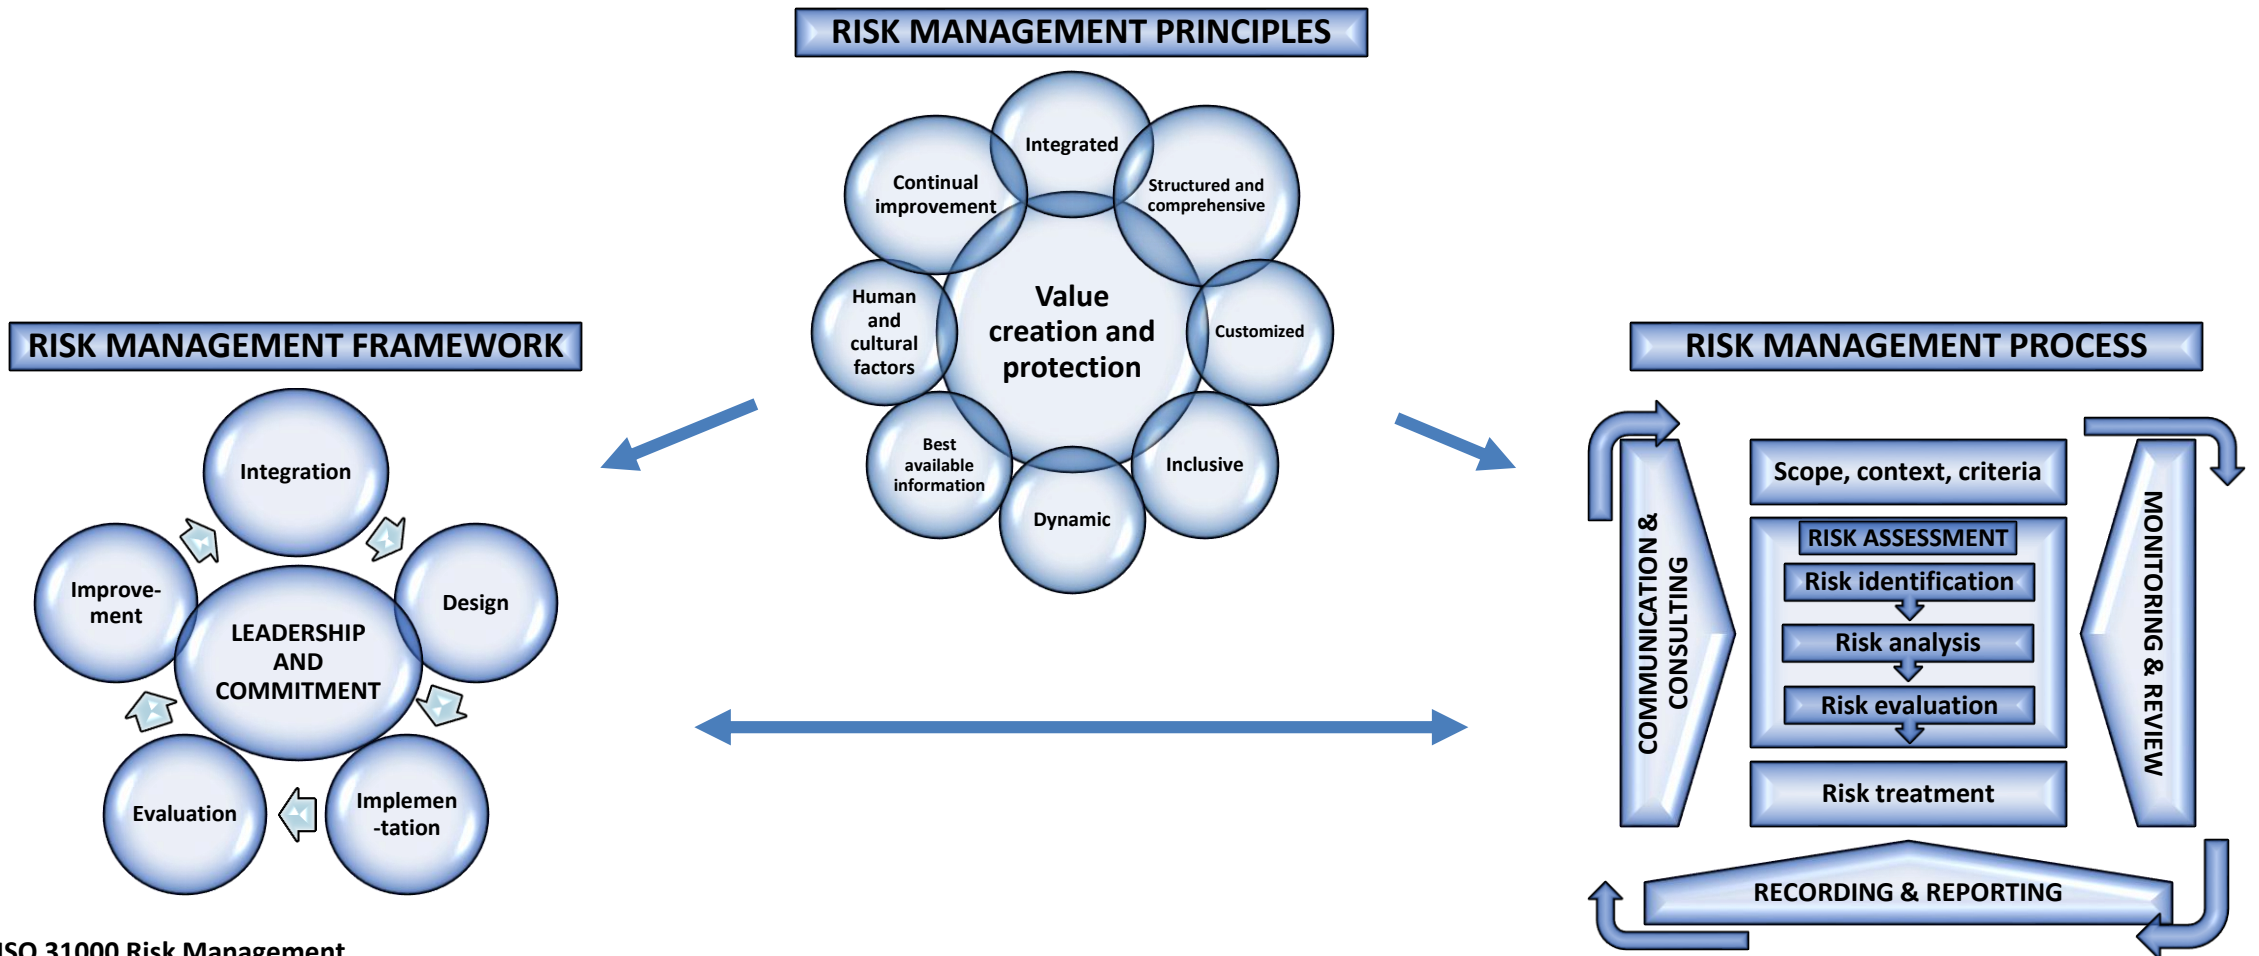 RISK MANAGEMENT PRINCIPLES
Integrated
Structured and
comprehensive
Customized
Inclusive
Dynamic
Best
available
information
Human
and
cultural
factors
Continual
improvement
Value
creation and
protection
RISK MANAGEMENT FRAMEWORK
Integration
Design
Implemen
-tation
Evaluation
Improve-
ment
LEADERSHIP
AND
COMMITMENT
RISK MANAGEMENT PROCESS
COMMUNICATION &
CONSULTING
Scope, context, criteria
RISK ASSESSMENT
Risk identification
Risk analysis
Risk evaluation
Risk treatment
MONITORING & REVIEW
RECORDING & REPORTING
ISO 31000 Risk Management